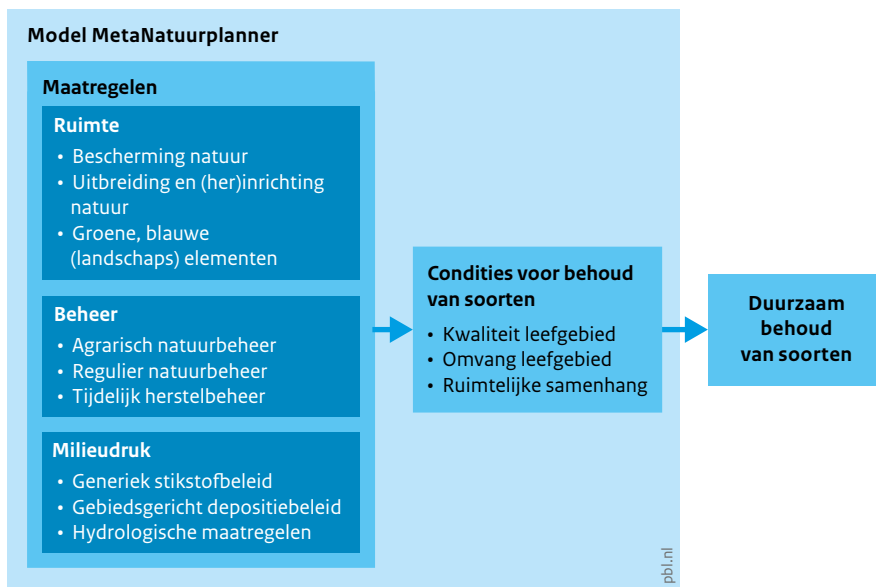 Model MetaNatuurplanner
Maatregelen
Ruimte
• Bescherming natuur
• Uitbreiding en (her)inrichting
natuur
• Groene, blauwe
(landschaps) elementen
Beheer
• Agrarisch natuurbeheer
• Regulier natuurbeheer
• Tijdelijk herstelbeheer
Milieudruk
• Generiek stikstofbeleid
• Gebiedsgericht depositiebeleid
• Hydrologische maatregelen
Condities voor behoud
van soorten
• Kwaliteit leefgebied
• Omvang leefgebied
• Ruimtelijke samenhang
Duurzaam
behoud
van soorten
pbl.nl